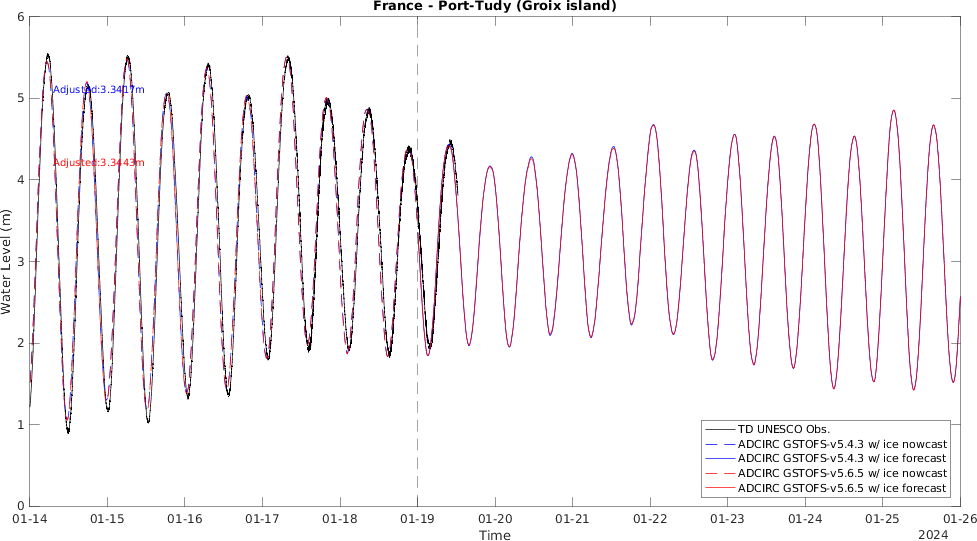 France - Port-Tudy (Groix island)
6
5
4
3
2
1
0
Water Level (m)
Adjusted:3.3417m
Adjusted:3.3443m
TD UNESCO Obs.
ADCIRC GSTOFS-v5.4.3 w/ ice nowcast
ADCIRC GSTOFS-v5.4.3 w/ ice forecast
ADCIRC GSTOFS-v5.6.5 w/ ice nowcast
ADCIRC GSTOFS-v5.6.5 w/ ice forecast
01-14 01-15 01-16 01-17 01-18 01-19 01-20 01-21 01-22 01-23 01-24 01-25 01-26
Time
2024